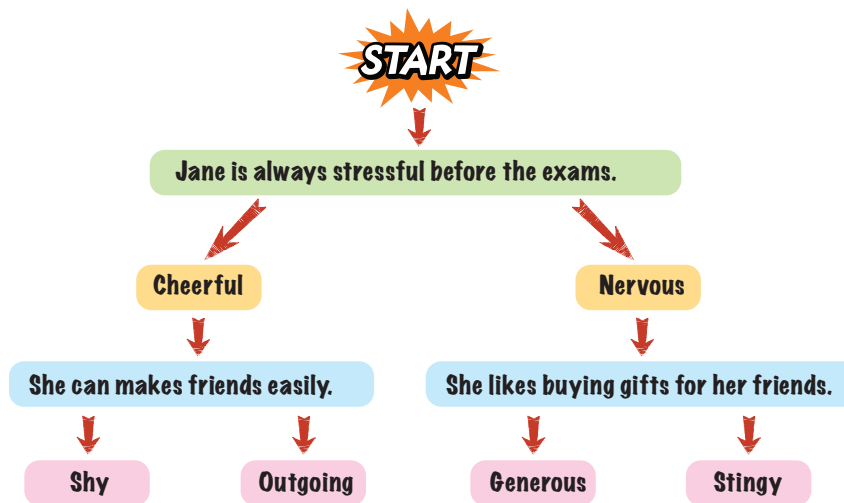 START
Jane is always stressful before the exams.
Cheerful
Nervous
She can makes friends easily.
She likes buying gifts for her friends.
Shy
Outgoing
Generous
Stingy